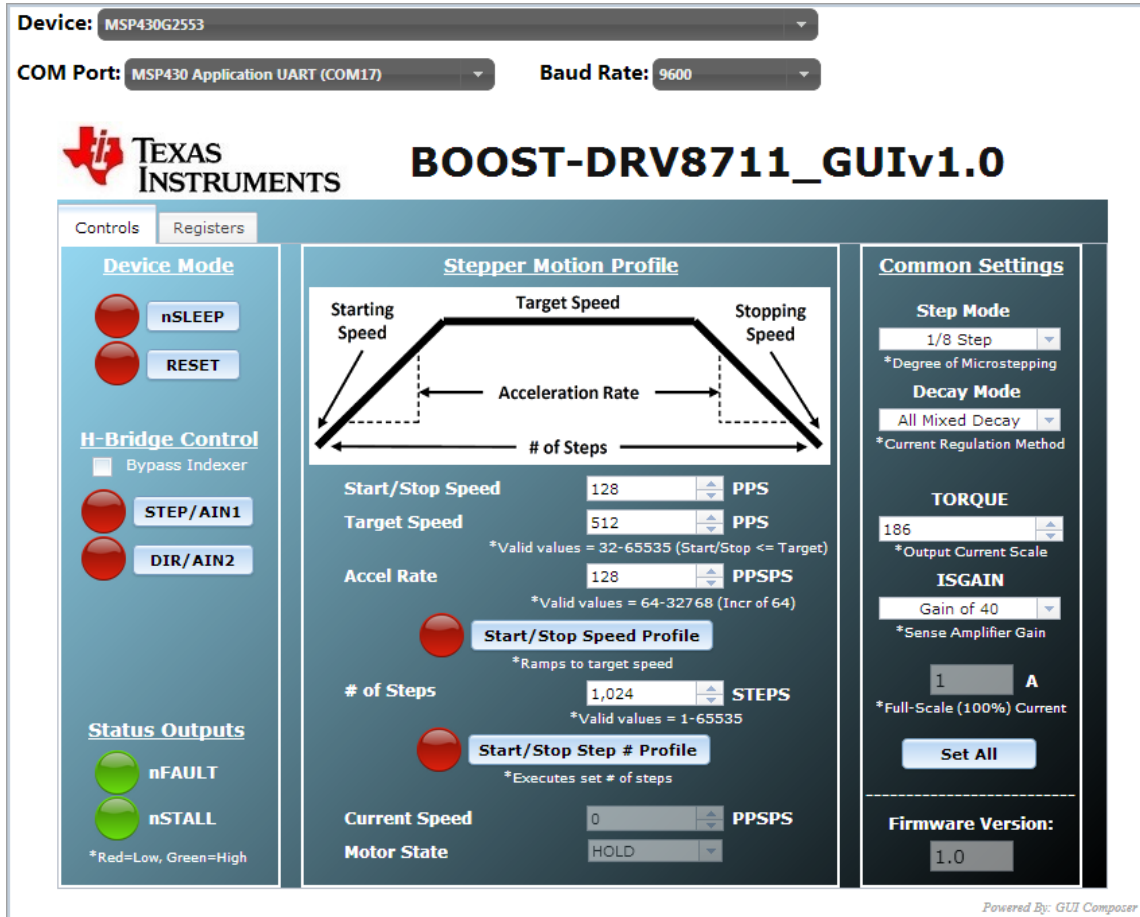 Device: MSP430G2553
COM Port: MSP430 Application UART (COM17) Baud Rate: 9600
TEXAS
INSTRUMENTS
BOOST-DRV8711_GUIv1.0
Controls Registers
Device Mode
nSLEEP
RESET
H-Bridge Control
Bypass Indexer
STEP/AIN1
DIR/AIN2
Status Outputs
nFAULT
nSTALL
*Red=Low, Green=High
Stepper Motion Profile
Starting
Speed
Target Speed
Stopping
Speed
Acceleration Rate
# of Steps
Start/Stop Speed 128 PPS
Target Speed 512 PPS
*Valid values = 32-65535 (Start/Stop <= Target)
Accel Rate 128 PPSPS
*Valid values = 64-32768 (Incr of 64)
Start/Stop Speed Profile
*Ramps to target speed
# of Steps 1,024 STEPS
*Valid values = 1-65535
Start/Stop Step # Profile
*Executes set # of steps
Current Speed 0 PPSPS
Motor State HOLD
Common Settings
Step Mode
1/8 Step
*Degree of Microstepping
Decay Mode
All Mixed Decay
*Current Regulation Method
TORQUE
186
*Output Current Scale
ISGAIN
Gain of 40
*Sense Amplifier Gain
1 A
*Full-Scale (100%) Current
Set All
Firmware Version:
1.0
Powered By: GUI Composer